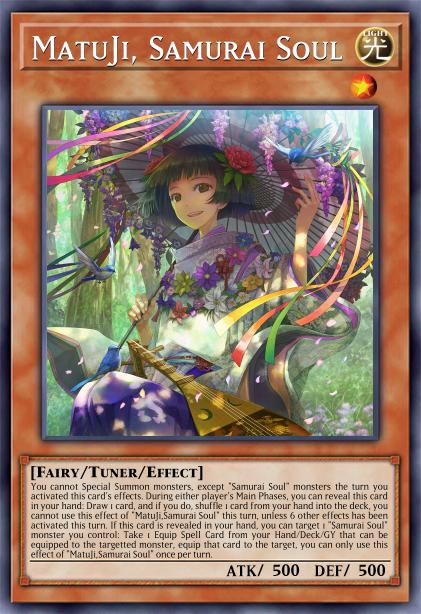 MatuJi, Samurai Soul
LIGHT
光
[Fairy/Tuner/Effect]
You cannot Special Summon monsters, except "Samurai Soul" monsters the turn you
activated this card's effects. During either player's Main Phases, you can reveal this card
in your hand: Draw 1 card, and if you do, shuffle 1 card from your hand into the deck, you
cannot use this effect of "MatuJi,Samurai Soul" this turn, unless 6 other effects has been
activated this turn. If this card is revealed in your hand, you can target 1 "Samurai Soul"
monster you control: Take 1 Equip Spell Card from your Hand/Deck/GY that can be
equipped to the targetted monster, equip that card to the target, you can only use this
effect of "MatuJi,Samurai Soul" once per turn.
ATK/ 500 DEF/ 500